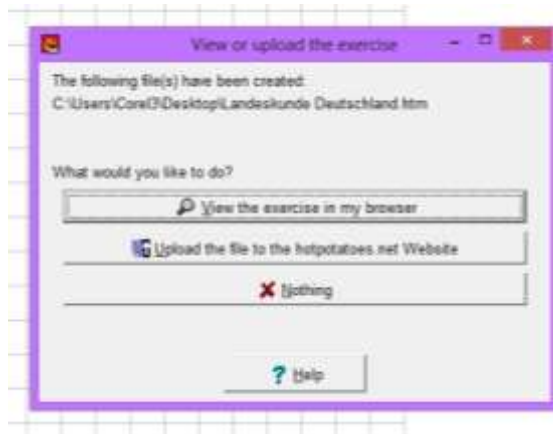 View or upload the exercise
The following file(s) have been created:
C:\Users\Corel3\Desktop\Landeskunde Deutschland.htm
What would you like to do?
View the exercise in my browser
Upload the file to the hotpotatoes.net Website
Nothing
Help